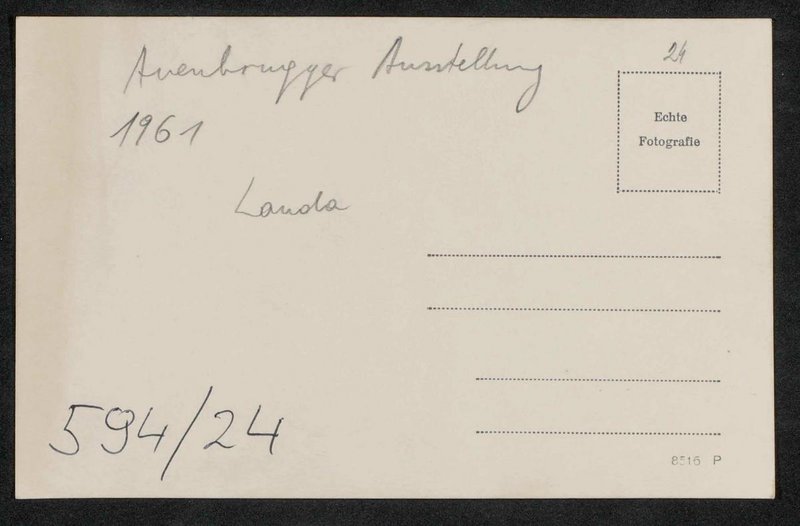 Auenbrugger Ausstellung
1961
24
Echte
Fotografie
Landa
594/24
8516 P